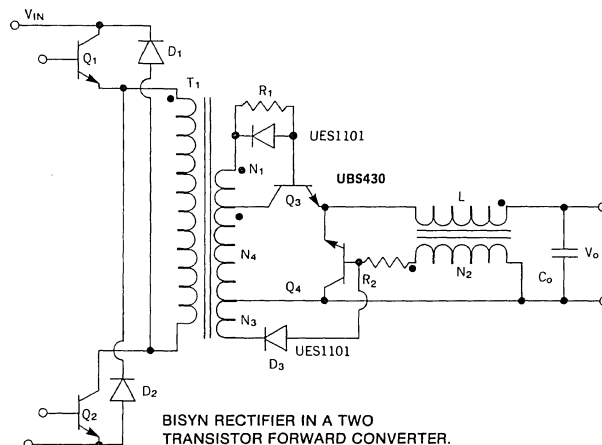 VIN
Q1
D1
T1
R1
UES1101
N1
UBS430
Q3
L
N4
Q4
R2
N2
Co
Vo
N3
D3
UES1101
D2
Q2
BISYN RECTIFIER IN A TWO
TRANSISTOR FORWARD CONVERTER.